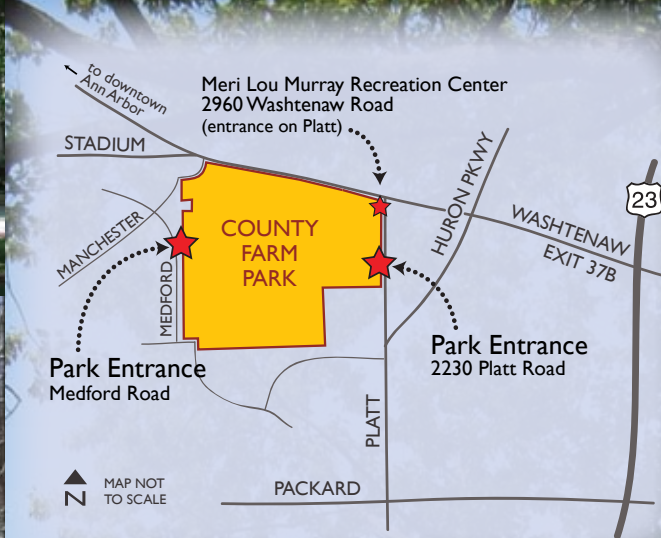 to downtown
Ann Arbor
Meri Lou Murray Recreation Center
2960 Washtenaw Road
(entrance on Platt)
STADIUM
HURON PKWY
23
MANCHESTER
COUNTY
FARM
PARK
WASHTENAW
EXIT 37B
MEDFORD
Park Entrance
Medford Road
Park Entrance
2230 Platt Road
PLATT
N
MAP NOT
TO SCALE
PACKARD